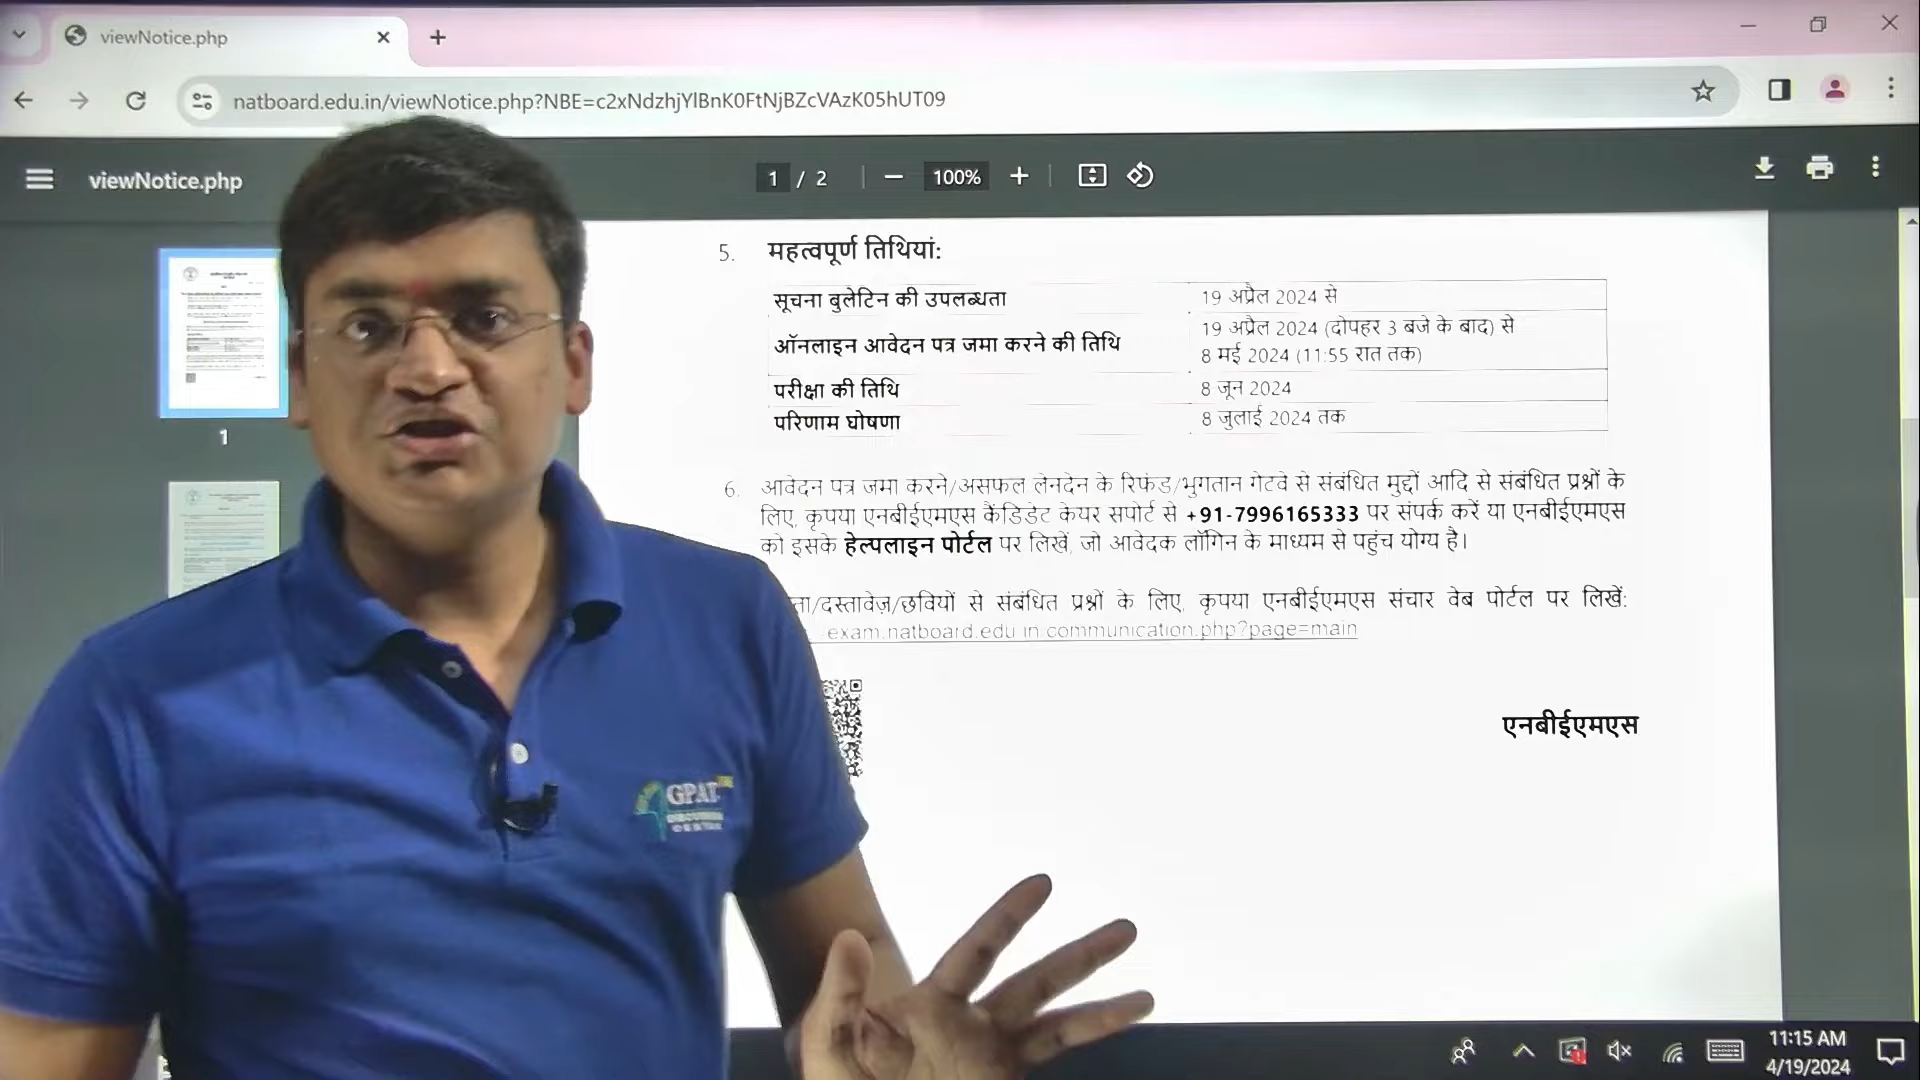 viewNotice.php
natboard.edu.in/viewNotice.php?NBE=c2xNdzhjYlBnK0FtNjBZcVAzK05hUT09
viewNotice.php
1 / 2
100%
1
5. महत्वपूर्ण तिथियां:
सूचना बुलेटिन की उपलब्धता 19 अप्रैल 2024 से
ऑनलाइन आवेदन पत्र जमा करने की तिथि 19 अप्रैल 2024 (दोपहर 3 बजे के बाद) से
8 मई 2024 (11:55 रात तक)
परीक्षा की तिथि 8 जून 2024
परिणाम घोषणा 8 जुलाई 2024 तक
6. आवेदन पत्र जमा करने/असफल लेनदेन के रिफंड/भुगतान गेटवे से संबंधित मुद्दों आदि से संबंधित प्रश्नों के
लिए, कृपया एनबीईएमएस कैंडिडेट केयर सपोर्ट से +91-7996165333 पर संपर्क करें या एनबीईएमएस
को इसके हेल्पलाइन पोर्टल पर लिखें, जो आवेदक लॉगिन के माध्यम से पहुंच योग्य है।
ता/दस्तावेज़/छवियों से संबंधित प्रश्नों के लिए, कृपया एनबीईएमएस संचार वेब पोर्टल पर लिखें:
exam.natboard.edu.in/communication.php?page=main
एनबीईएमएस
GPAT
11:15 AM
4/19/2024